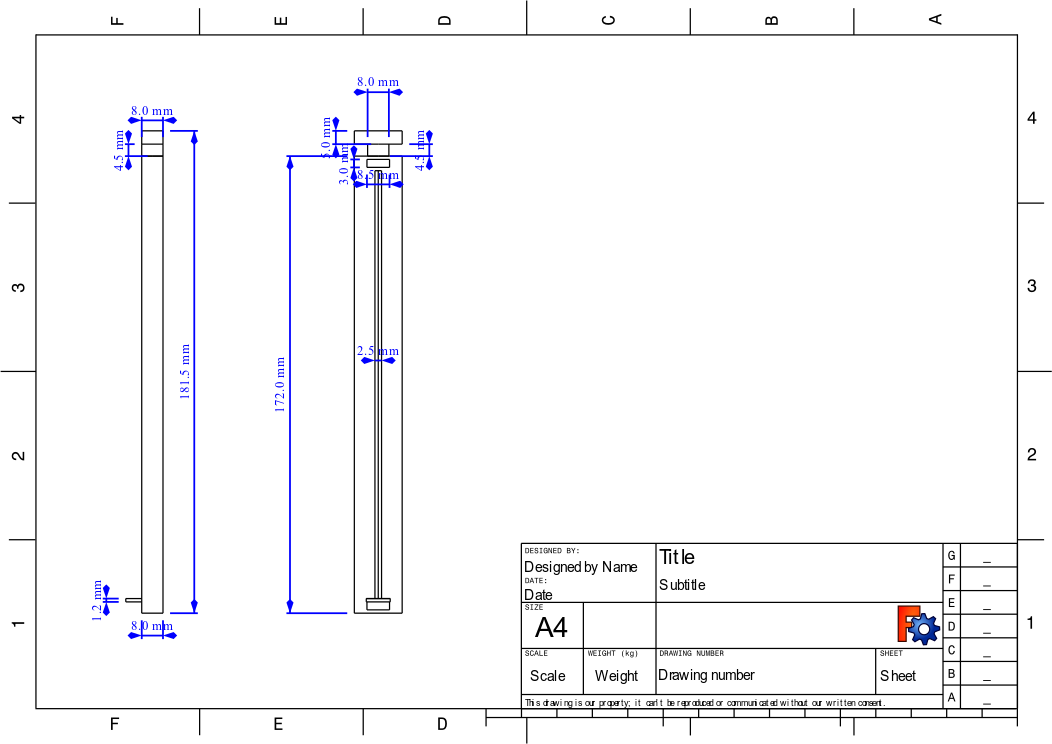 F E D C B A
8.0 mm
8.0 mm
4 4
4.5 mm 5.0 mm 4.5 mm
3.0 mm 8.5 mm
3 3
2.5 mm
181.5 mm 172.0 mm
2 2
DESIGNED BY:
Designed by Name
Title
G _
DATE:
Date
Subtitle
F _
1.2 mm
E _
SIZE
A4
8.0 mm
1 1
D _
SCALE WEIGHT (kg) DRAWING NUMBER SHEET
C _
Scale Weight Drawing number Sheet
B _
This drawing is our property; it can't be reproduced or communicated without our written consent.
A _
F E D